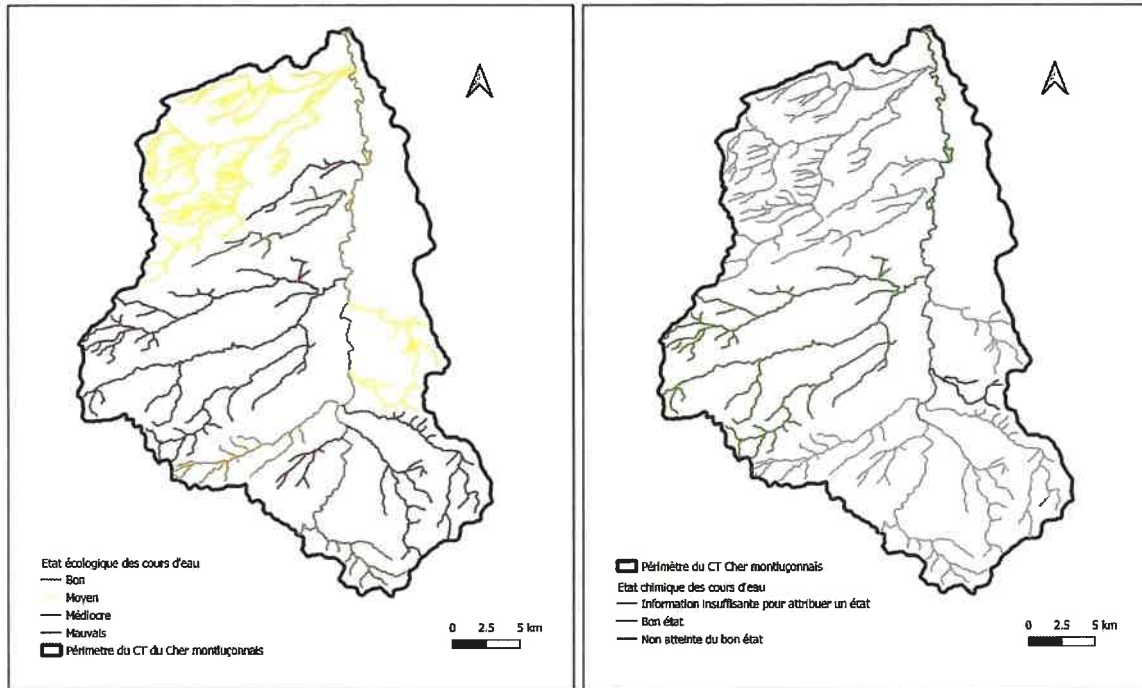 Etat écologique des cours d'eau
Bon
Moyen
Médiocre
Mauvais
Périmetre du CT du Cher montluçonnais
0 2.5 5 km
Périmètre du CT Cher montluçonnais
Etat chimique des cours d'eau
Information insuffisante pour attribuer un état
Bon état
Non atteinte du bon état
0 2.5 5 km